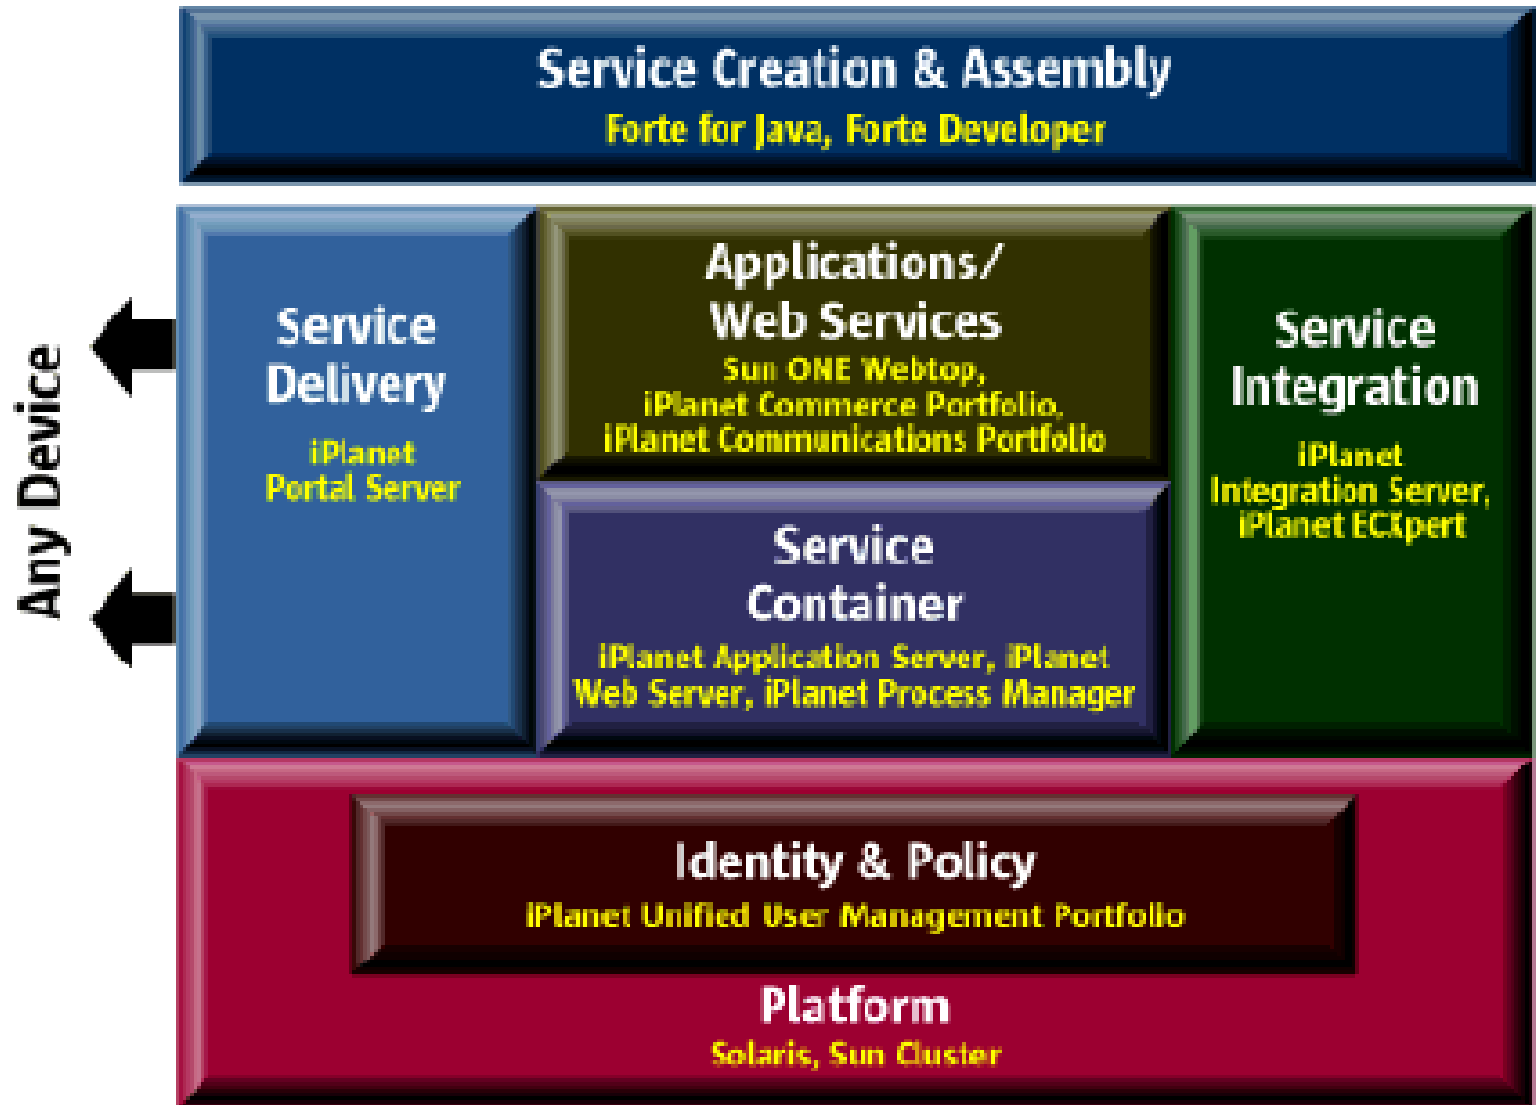 Service Creation & Assembly
Forte for Java, Forte Developer
Any Device
Service
Delivery
iPlanet
Portal Server
Applications/
Web Services
Sun ONE Webtop,
iPlanet Commerce Portfolio,
iPlanet Communications Portfolio
Service
Container
iPlanet Application Server, iPlanet
Web Server, iPlanet Process Manager
Service
Integration
iPlanet
Integration Server,
iPlanet ECXpert
Identity & Policy
iPlanet Unified User Management Portfolio
Platform
Solaris, Sun Cluster